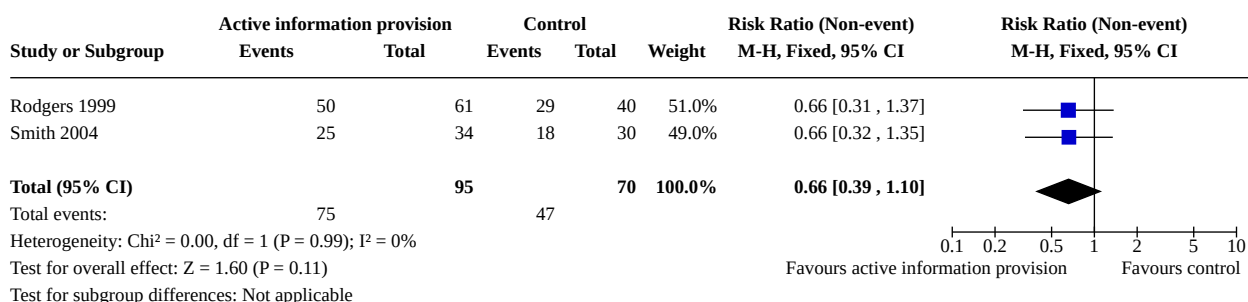 Active information provision Control Risk Ratio (Non-event) Risk Ratio (Non-event)
Study or Subgroup Events Total Events Total Weight M-H, Fixed, 95% CI M-H, Fixed, 95% CI
Rodgers 1999 50 61 29 40 51.0% 0.66 [0.31 , 1.37]
Smith 2004 25 34 18 30 49.0% 0.66 [0.32 , 1.35]
Total (95% CI) 95 70 100.0% 0.66 [0.39 , 1.10]
Total events: 75 47
Heterogeneity: Chi² = 0.00, df = 1 (P = 0.99); I² = 0%
0.1 0.2 0.5 1 2 5 10
Test for overall effect: Z = 1.60 (P = 0.11) Favours active information provision Favours control
Test for subgroup differences: Not applicable